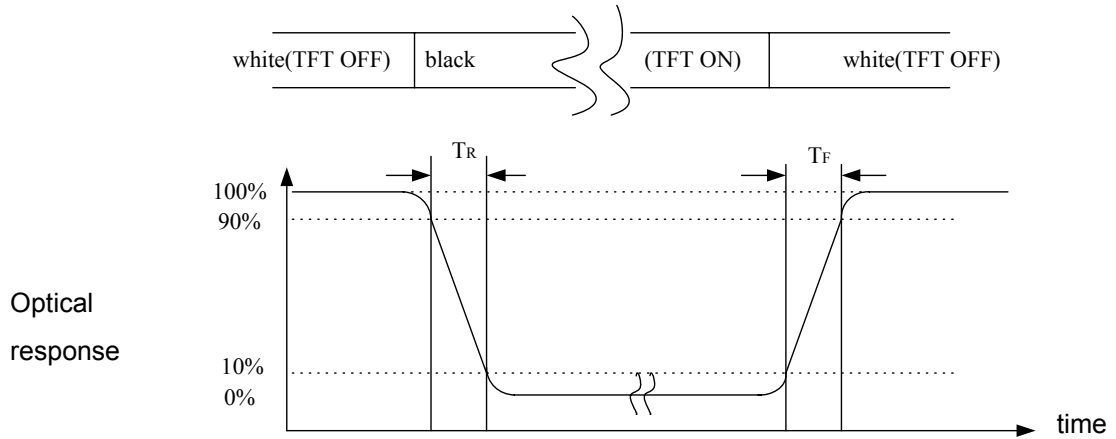 white(TFT OFF) black (TFT ON) white(TFT OFF)
TR TF
100%
90%
Optical
response
10%
0%
time